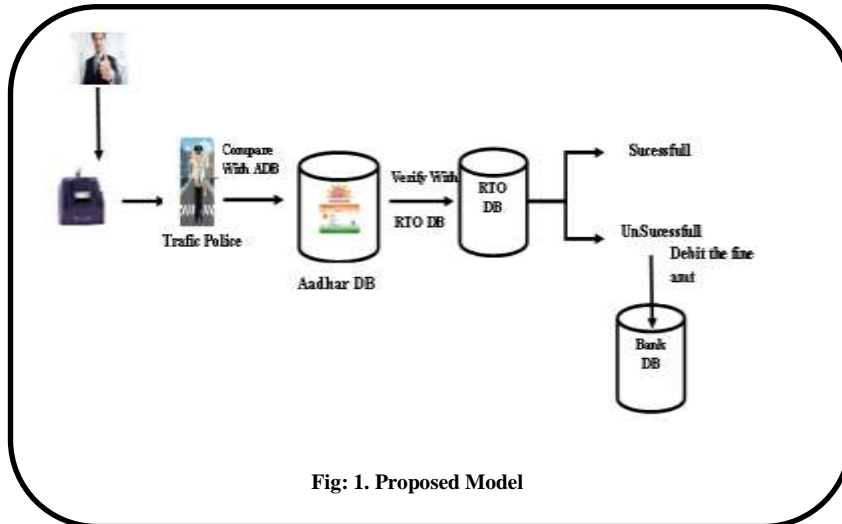 Compare
With ADB
Trafic Police
Aadhar DB
Verify With
RTO DB
RTO
DB
Sucessfull
UnSucessfull
Debit the fine
amt
Bank
DB
Fig: 1. Proposed Model